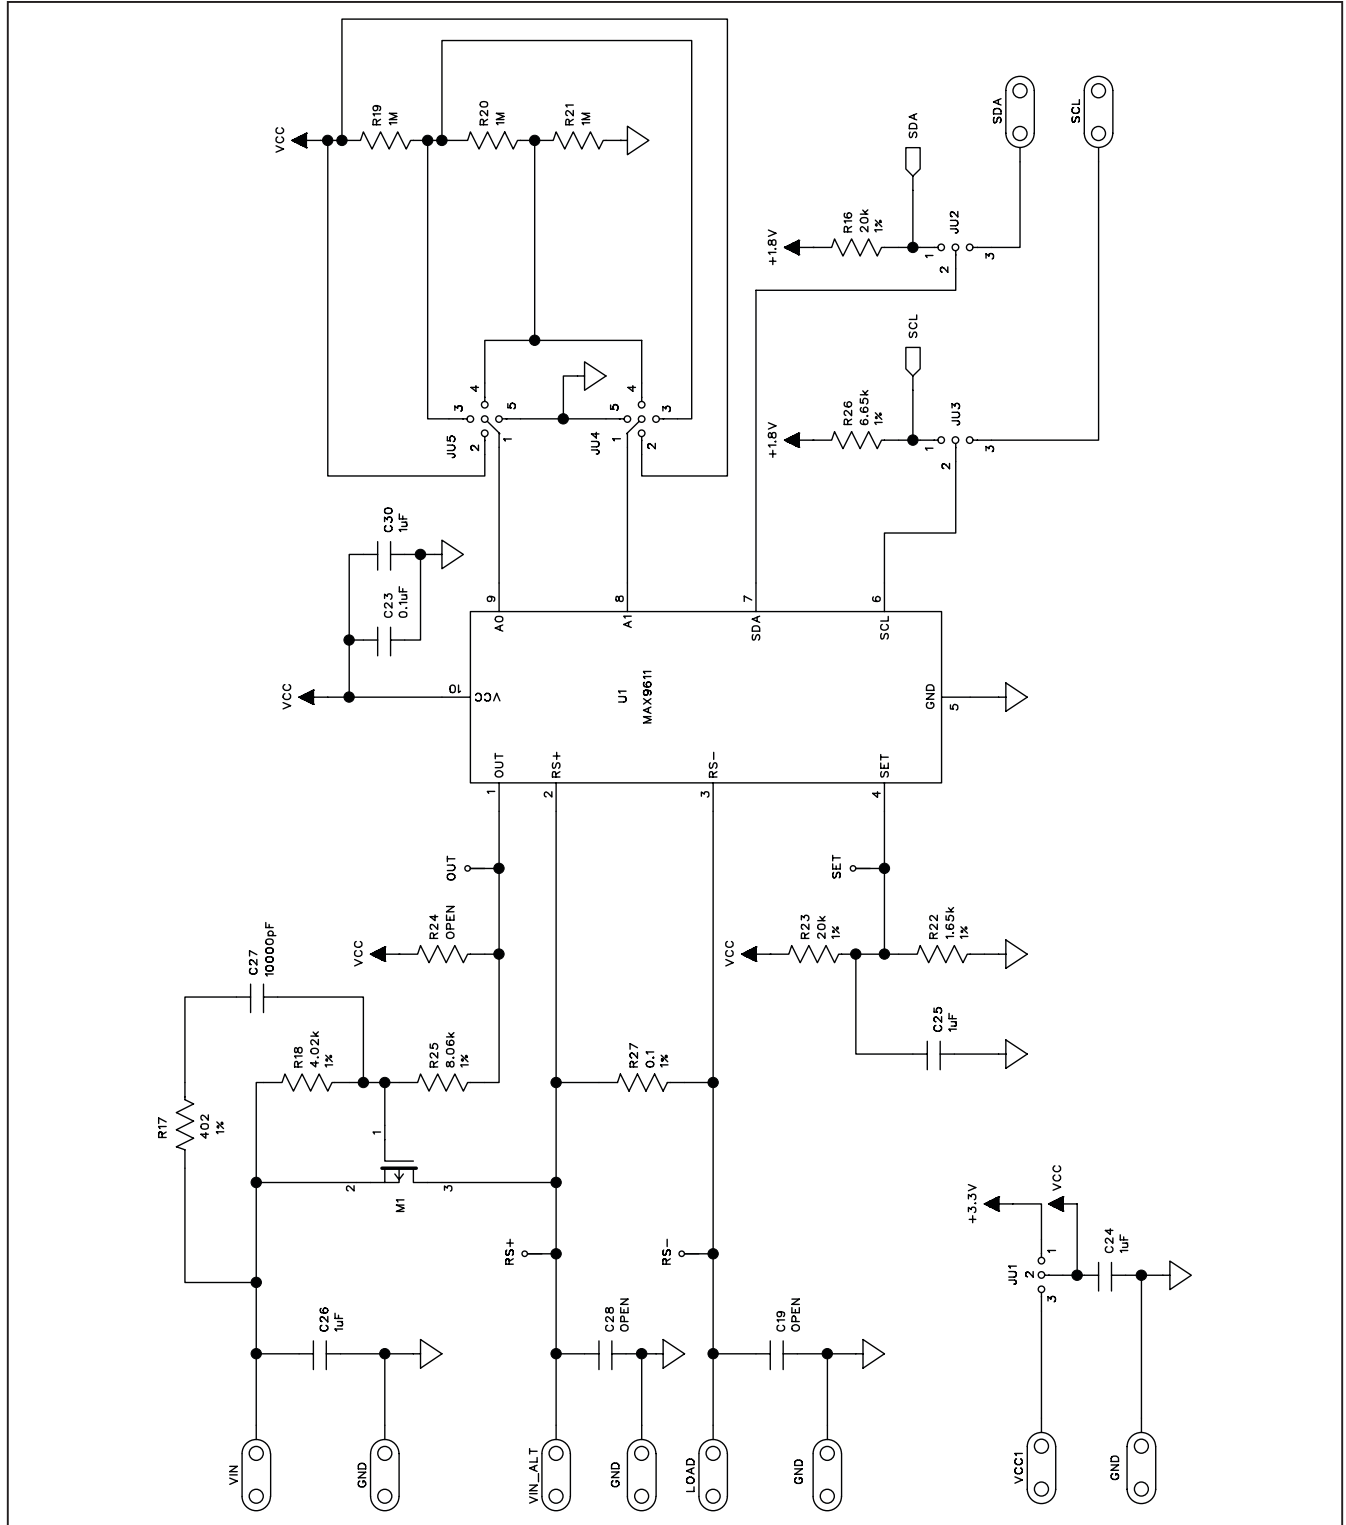 VCC
R19
1M
R20
1M
R21
1M
SDA
SCL
SDA
+1.8V
R16
20k
1%
JU2
1
2
3
SCL
+1.8V
R26
6.65k
1%
JU3
1
2
3
JU5
3
4
5
2
1
JU4
5
4
3
1
2
C30
1uF
C23
0.1uF
VCC
10
VCC
9
A0
8
A1
7
SDA
6
SCL
U1
MAX9611
GND
5
OUT
1
RS+
2
RS-
3
SET
4
OUT
SET
VCC
R24
OPEN
VCC
R23
20k
1%
R22
1.65k
1%
C25
1uF
C27
10000pF
R18
4.02k
1%
R25
8.06k
1%
R27
0.1
1%
R17
402
1%
1
2
3
M1
RS+
RS-
+3.3V
VCC
JU1
1
2
3
C24
1uF
C26
1uF
C28
OPEN
C19
OPEN
VIN
GND
VIN_ALT
GND
LOAD
GND
VCC1
GND